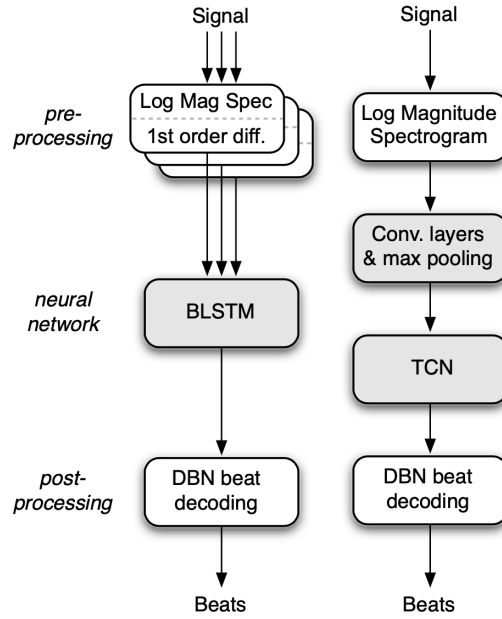 Signal
Signal
pre-
processing
Log Mag Spec
1st order diff.
Log Magnitude
Spectrogram
Conv. layers
& max pooling
neural
network
BLSTM
TCN
post-
processing
DBN beat
decoding
DBN beat
decoding
Beats
Beats